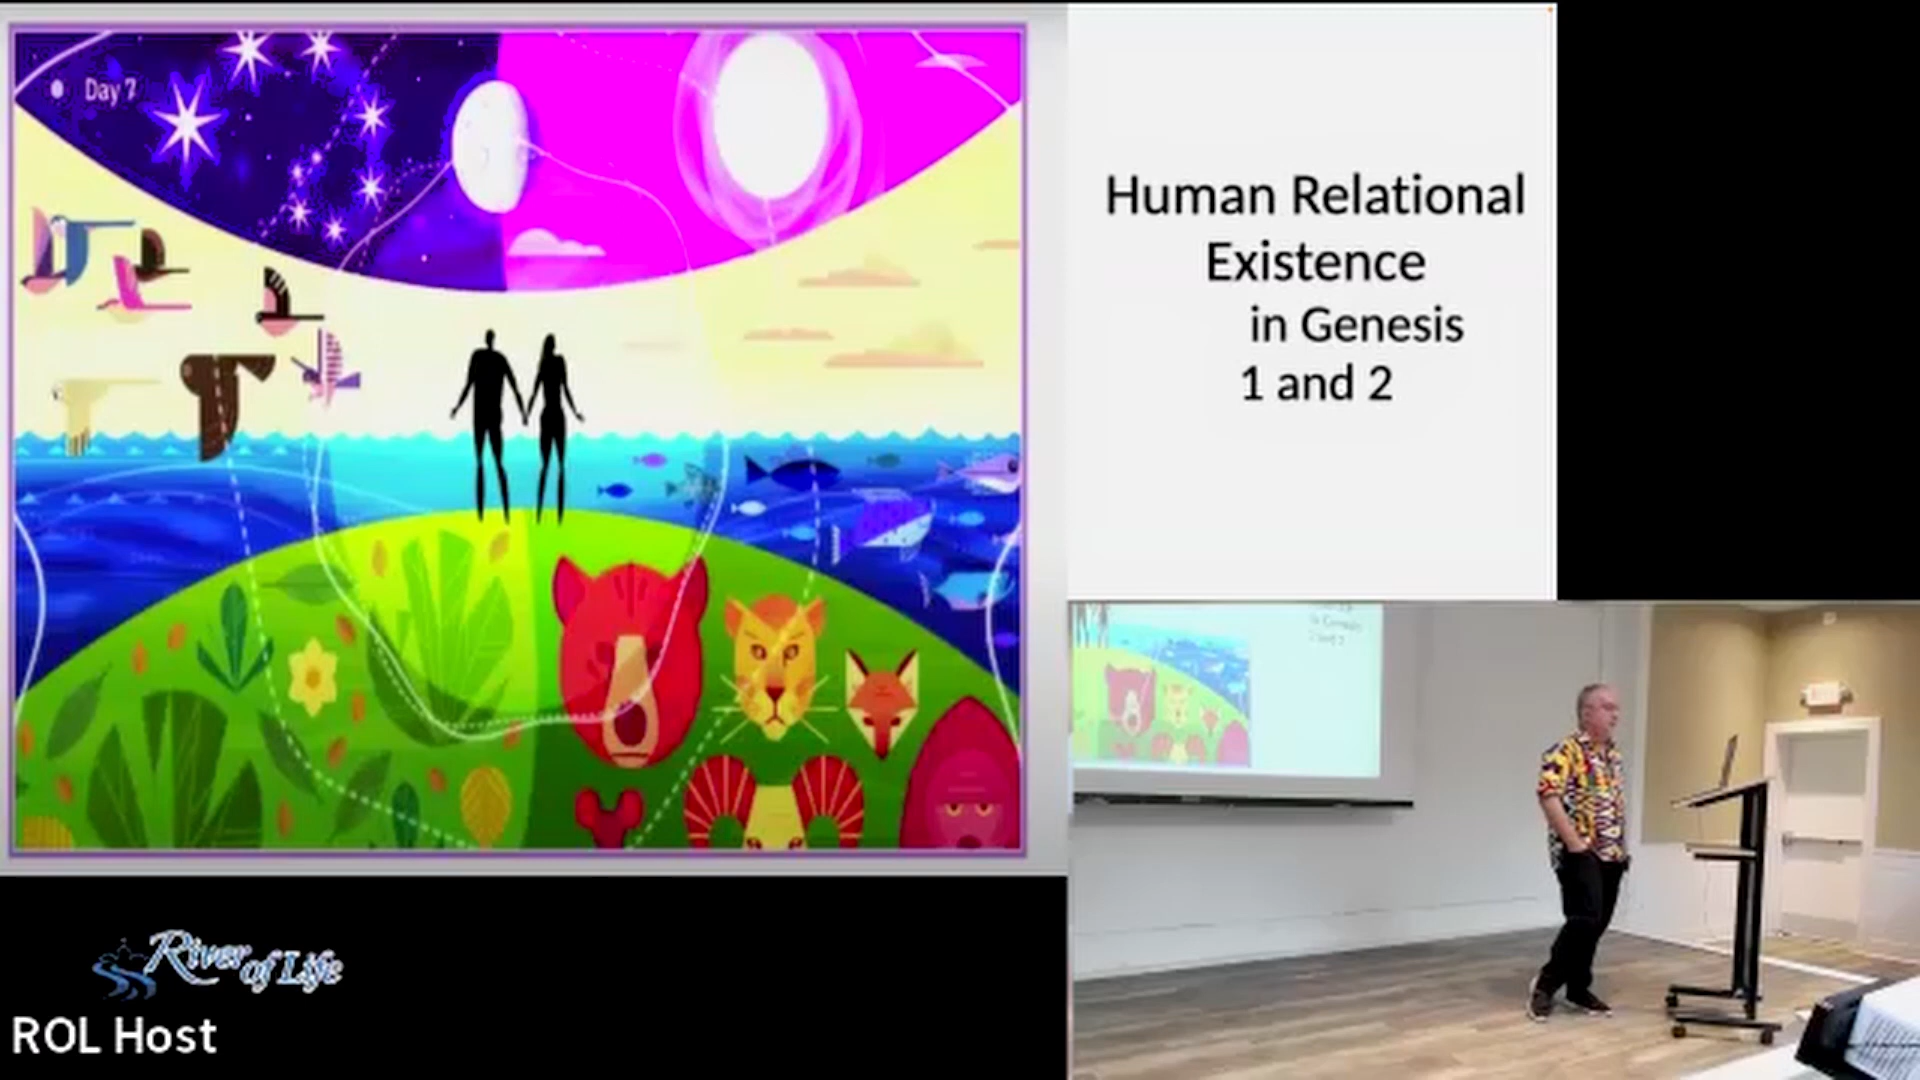 Day 7
Human Relational
Existence
in Genesis
1 and 2
River of Life
ROL Host